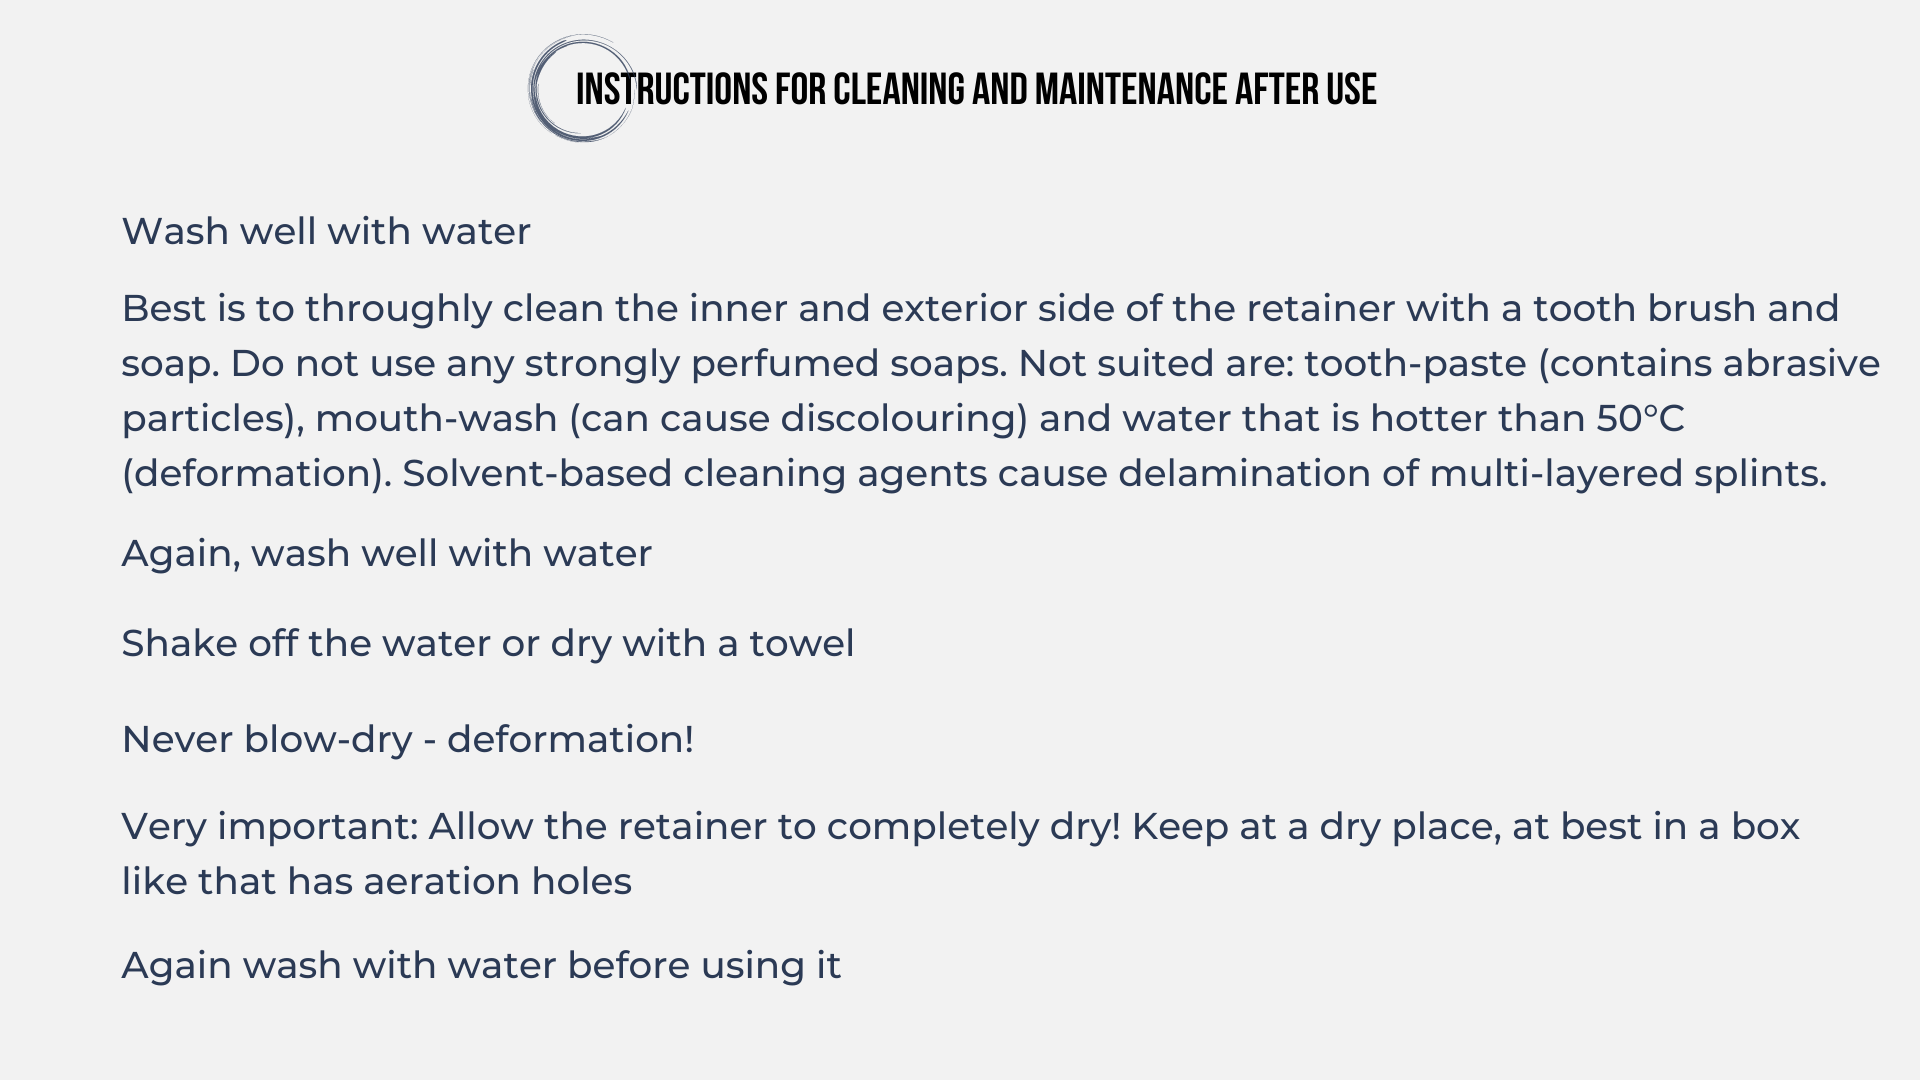 INSTRUCTIONS FOR CLEANING AND MAINTENANCE AFTER USE
Wash well with water
Best is to throughly clean the inner and exterior side of the retainer with a tooth brush and
soap. Do not use any strongly perfumed soaps. Not suited are: tooth-paste (contains abrasive
particles), mouth-wash (can cause discolouring) and water that is hotter than 50°C
(deformation). Solvent-based cleaning agents cause delamination of multi-layered splints.
Again, wash well with water
Shake off the water or dry with a towel
Never blow-dry - deformation!
Very important: Allow the retainer to completely dry! Keep at a dry place, at best in a box
like that has aeration holes
Again wash with water before using it